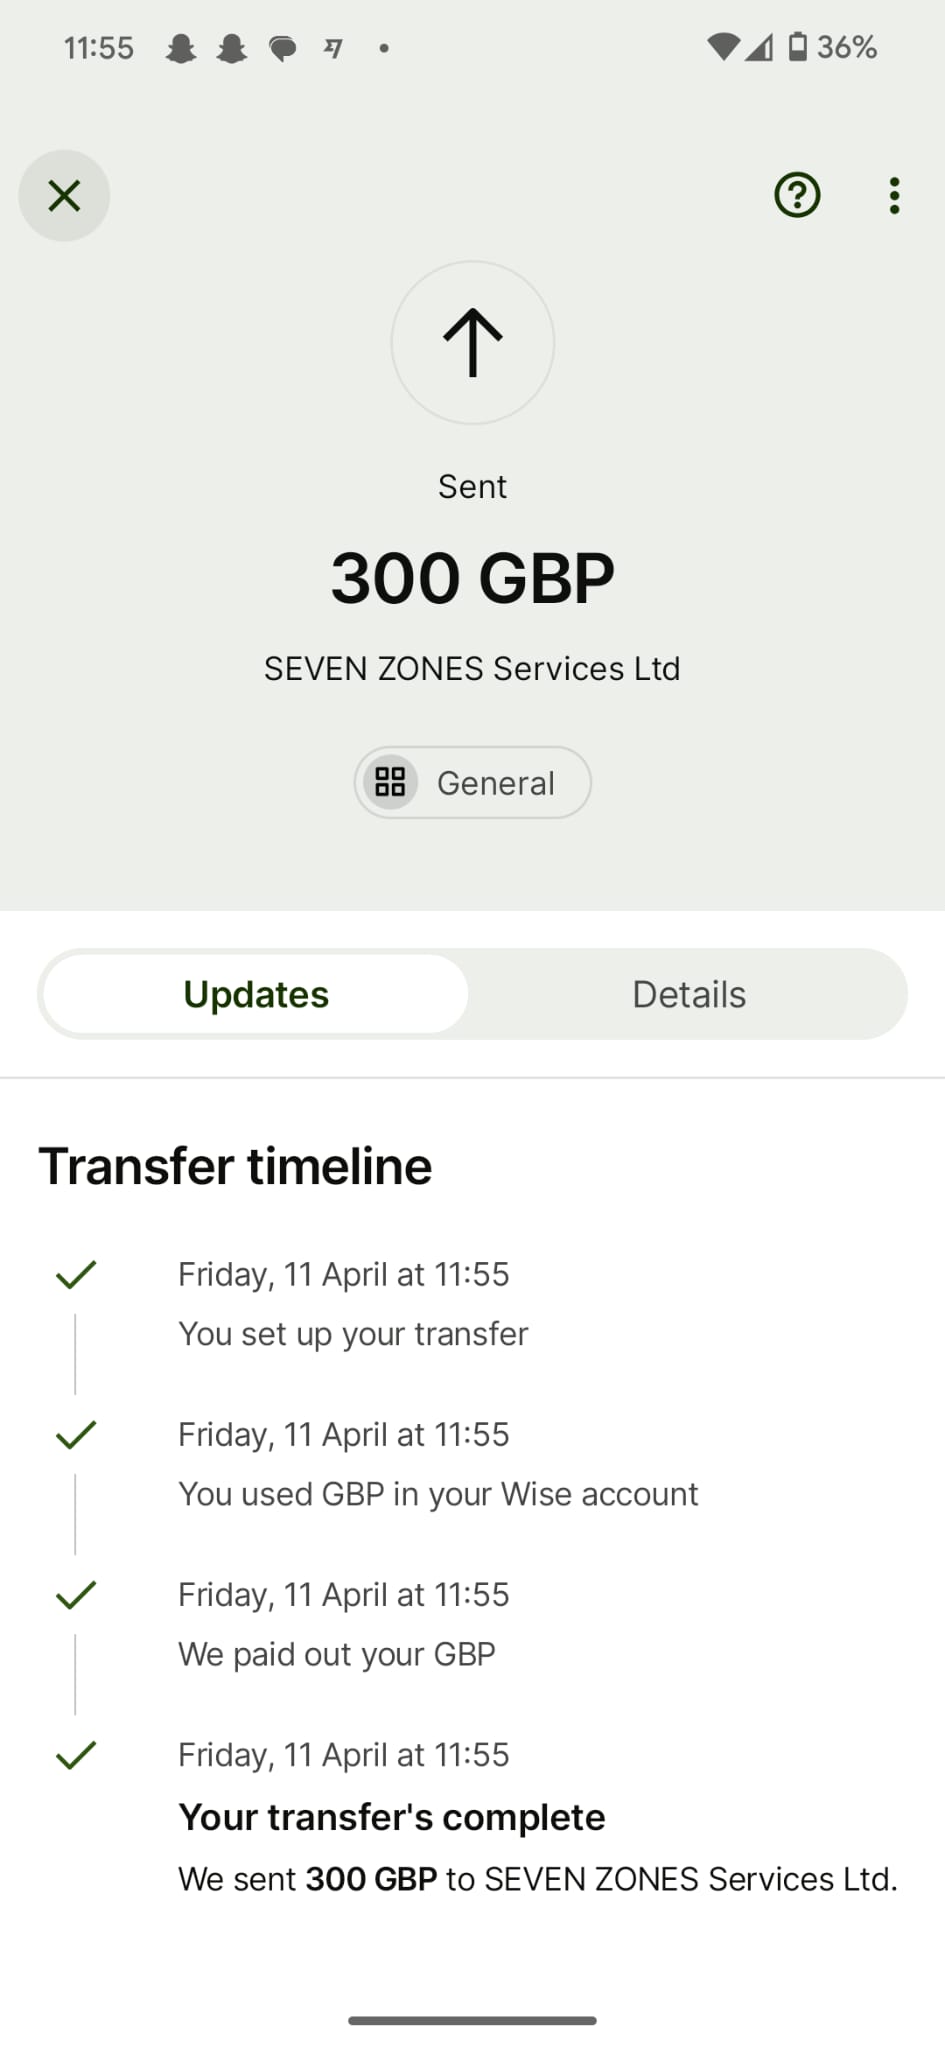 11:55
36%
Sent
300 GBP
SEVEN ZONES Services Ltd
General
Updates
Details
Transfer timeline
Friday, 11 April at 11:55
You set up your transfer
Friday, 11 April at 11:55
You used GBP in your Wise account
Friday, 11 April at 11:55
We paid out your GBP
Friday, 11 April at 11:55
Your transfer's complete
We sent 300 GBP to SEVEN ZONES Services Ltd.